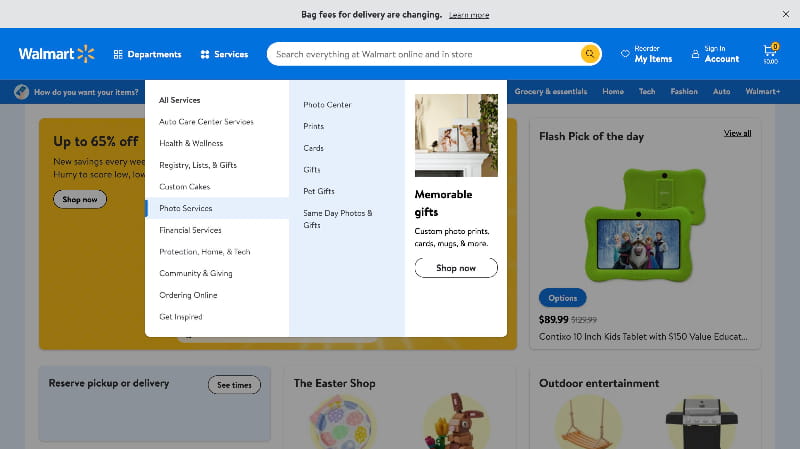 Bag fees for delivery are changing. Learn more
Walmart
Departments
Services
Search everything at Walmart online and in store
Reorder
My Items
Sign In
Account
0
$0.00
How do you want your items?
Grocery & essentials
Home
Tech
Fashion
Auto
Walmart+
All Services
Auto Care Center Services
Health & Wellness
Registry, Lists, & Gifts
Custom Cakes
Photo Services
Financial Services
Protection, Home, & Tech
Community & Giving
Ordering Online
Get Inspired
Photo Center
Prints
Cards
Gifts
Pet Gifts
Same Day Photos &
Gifts
Memorable
gifts
Custom photo prints,
cards, mugs, & more.
Shop now
Up to 65% off
New savings every wee
Hurry to score low, low
Shop now
Flash Pick of the day
View all
Options
$89.99 $129.99
Contixo 10 Inch Kids Tablet with $150 Value Educat...
Reserve pickup or delivery
See times
The Easter Shop
Outdoor entertainment